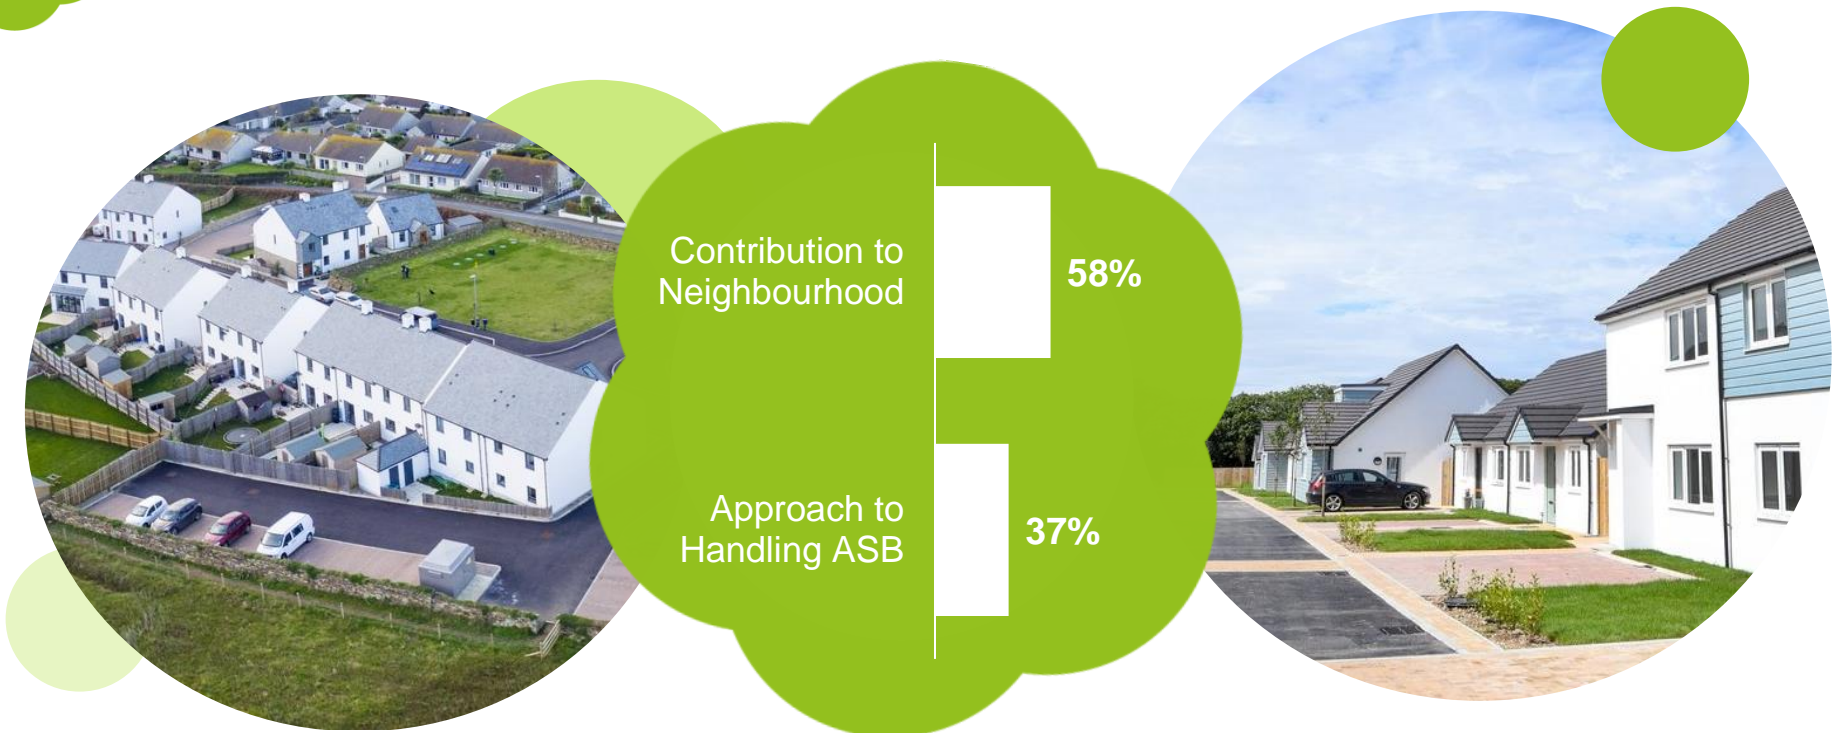 Contribution to
Neighbourhood
58%
Approach to
Handling ASB
37%